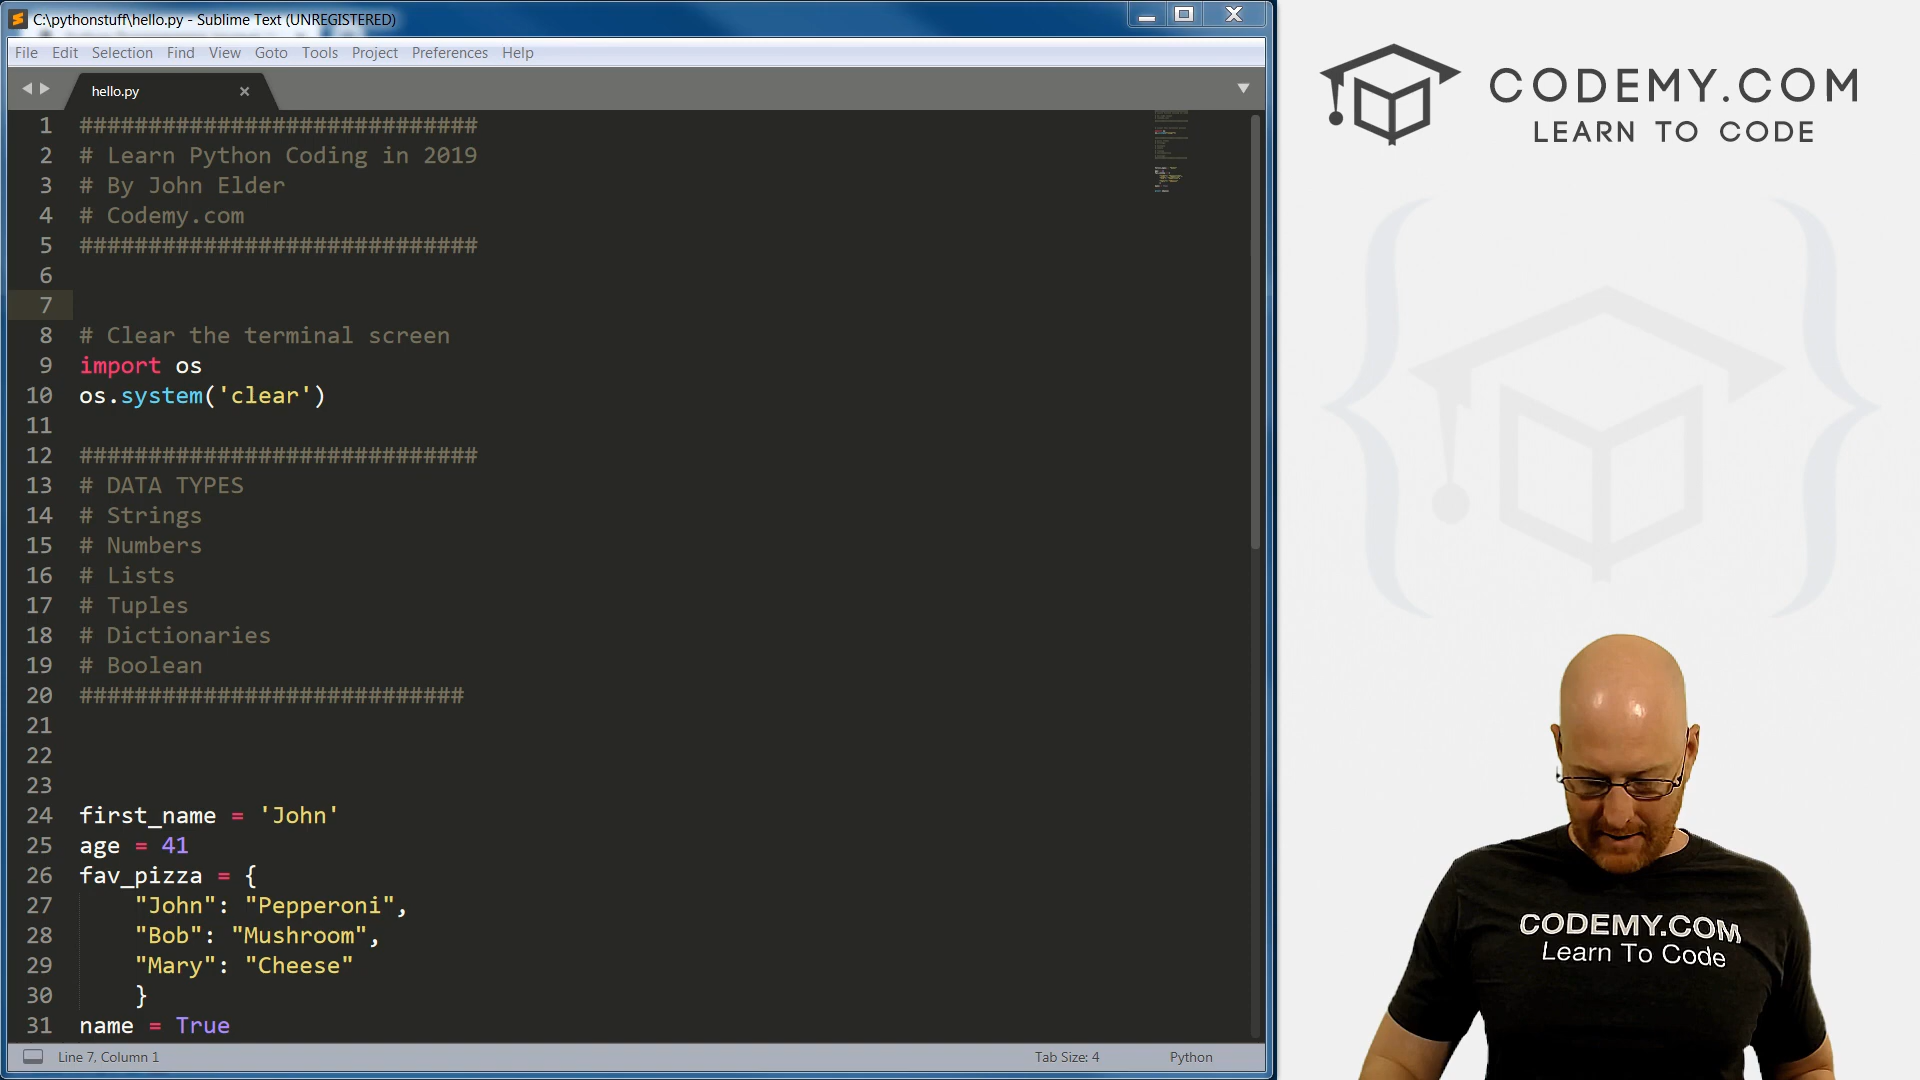 C:\pythonstuff\hello.py - Sublime Text (UNREGISTERED)
File Edit Selection Find View Goto Tools Project Preferences Help
hello.py
1 #############################
2 # Learn Python Coding in 2019
3 # By John Elder
4 # Codemy.com
5 #############################
6
7
8 # Clear the terminal screen
9 import os
10 os.system('clear')
11
12 #############################
13 # DATA TYPES
14 # Strings
15 # Numbers
16 # Lists
17 # Tuples
18 # Dictionaries
19 # Boolean
20 ############################
21
22
23
24 first_name = 'John'
25 age = 41
26 fav_pizza = {
27 "John": "Pepperoni",
28 "Bob": "Mushroom",
29 "Mary": "Cheese"
30 }
31 name = True
Line 7, Column 1
Tab Size: 4
Python
CODEMY.COM
LEARN TO CODE
CODEMY.COM
Learn To Code